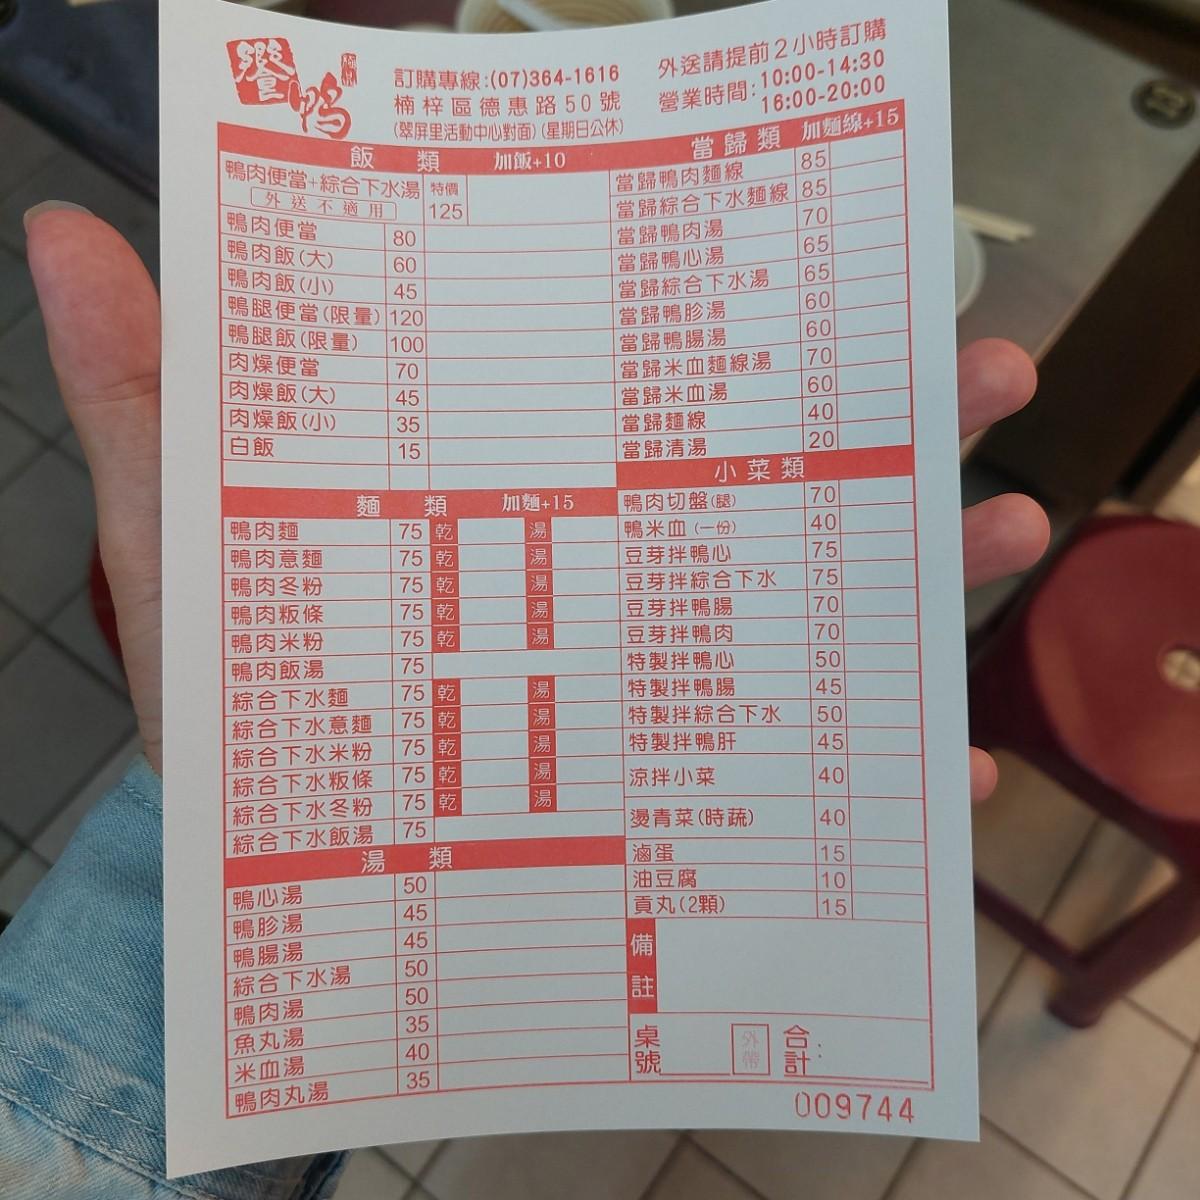 饗鴨
訂購專線:(07)364-1616
楠梓區德惠路50號
(翠屏里活動中心對面)(星期日公休)
外送請提前2小時訂購
營業時間:10:00-14:30
16:00-20:00
飯類 加飯+10
鴨肉便當+綜合下水湯 特價 125
外送不適用
鴨肉便當 80
鴨肉飯(大) 60
鴨肉飯(小) 45
鴨腿便當(限量) 120
鴨腿飯(限量) 100
肉燥便當 70
肉燥飯(大) 45
肉燥飯(小) 35
白飯 15
麵類 加麵+15
鴨肉麵 75 乾 湯
鴨肉意麵 75 乾 湯
鴨肉冬粉 75 乾 湯
鴨肉粄條 75 乾 湯
鴨肉米粉 75 乾 湯
鴨肉飯湯 75
綜合下水麵 75 乾 湯
綜合下水意麵 75 乾 湯
綜合下水米粉 75 乾 湯
綜合下水粄條 75 乾 湯
綜合下水冬粉 75 乾 湯
綜合下水飯湯 75
湯類
鴨心湯 50
鴨胗湯 45
鴨腸湯 45
綜合下水湯 50
鴨肉湯 50
魚丸湯 35
米血湯 40
鴨肉丸湯 35
當歸類 加麵線+15
當歸鴨肉麵線 85
當歸綜合下水麵線 85
當歸鴨肉湯 70
當歸鴨心湯 65
當歸綜合下水湯 65
當歸鴨胗湯 60
當歸鴨腸湯 60
當歸米血麵線湯 70
當歸米血湯 60
當歸麵線 40
當歸清湯 20
小菜類
鴨肉切盤(腿) 70
鴨米血(一份) 40
豆芽拌鴨心 75
豆芽拌綜合下水 75
豆芽拌鴨腸 70
豆芽拌鴨肉 70
特製拌鴨心 50
特製拌鴨腸 45
特製拌綜合下水 50
特製拌鴨肝 45
涼拌小菜 40
燙青菜(時蔬) 40
滷蛋 15
油豆腐 10
貢丸(2顆) 15
備註
桌號 外帶 合計:
009744